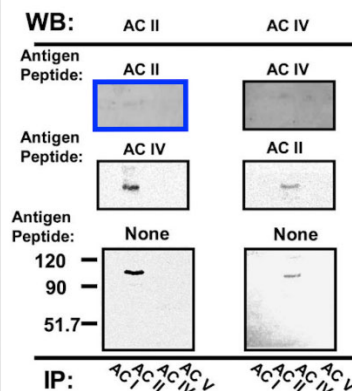 WB: AC II AC IV
Antigen
Peptide: AC II AC IV
Antigen
Peptide: AC IV AC II
Antigen
Peptide: None None
120
90
51.7
IP: AC I AC II AC IV AC V AC I AC II AC IV AC V